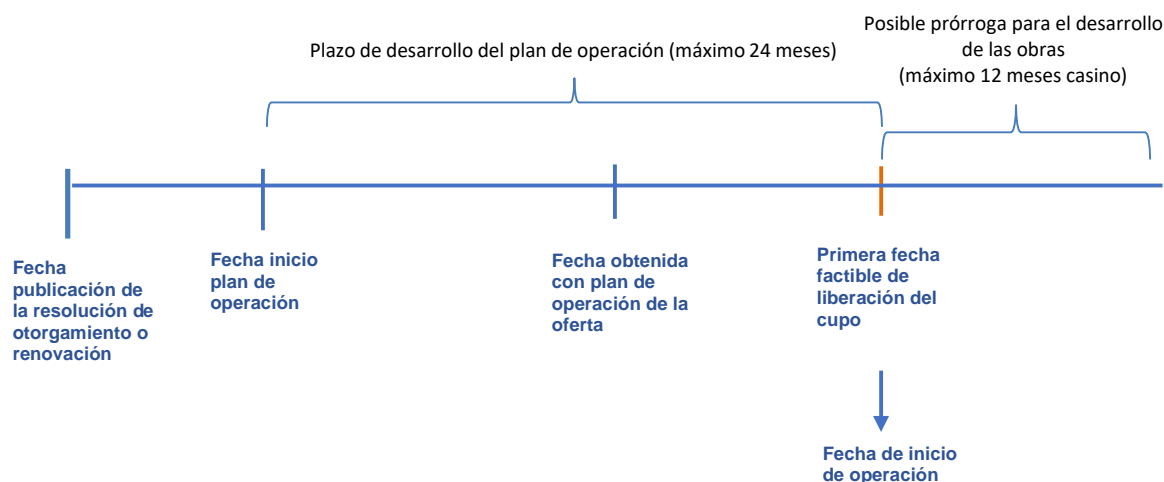 Posible prórroga para el desarrollo
de las obras
(máximo 12 meses casino)
Plazo de desarrollo del plan de operación (máximo 24 meses)
Fecha
publicación de
la resolución de
otorgamiento o
renovación
Fecha inicio
plan de
operación
Fecha obtenida
con plan de
operación de la
oferta
Primera fecha
factible de
liberación del
cupo
Fecha de inicio
de operación